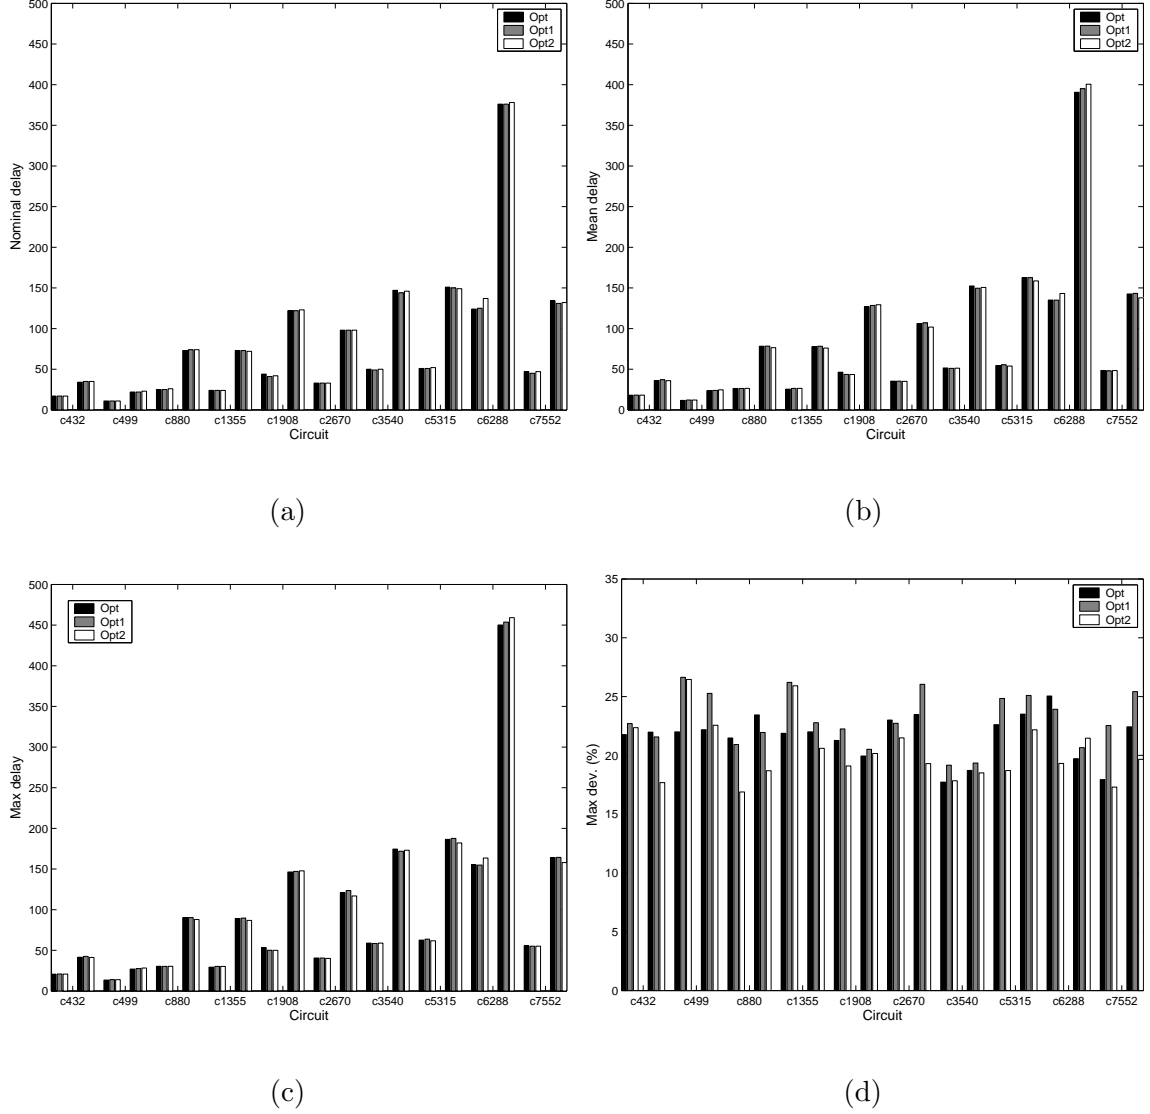 500
450
400
350
300
250
200
150
100
50
0
Nominal delay
Opt
Opt1
Opt2
c432 c499 c880 c1355 c1908 c2670 c3540 c5315 c6288 c7552
Circuit
(a)
500
450
400
350
300
250
200
150
100
50
0
Mean delay
Opt
Opt1
Opt2
c432 c499 c880 c1355 c1908 c2670 c3540 c5315 c6288 c7552
Circuit
(b)
500
450
400
350
300
250
200
150
100
50
0
Max delay
Opt
Opt1
Opt2
c432 c499 c880 c1355 c1908 c2670 c3540 c5315 c6288 c7552
Circuit
(c)
35
30
25
20
15
10
5
0
Max dev. (%)
Opt
Opt1
Opt2
c432 c499 c880 c1355 c1908 c2670 c3540 c5315 c6288 c7552
Circuit
(d)